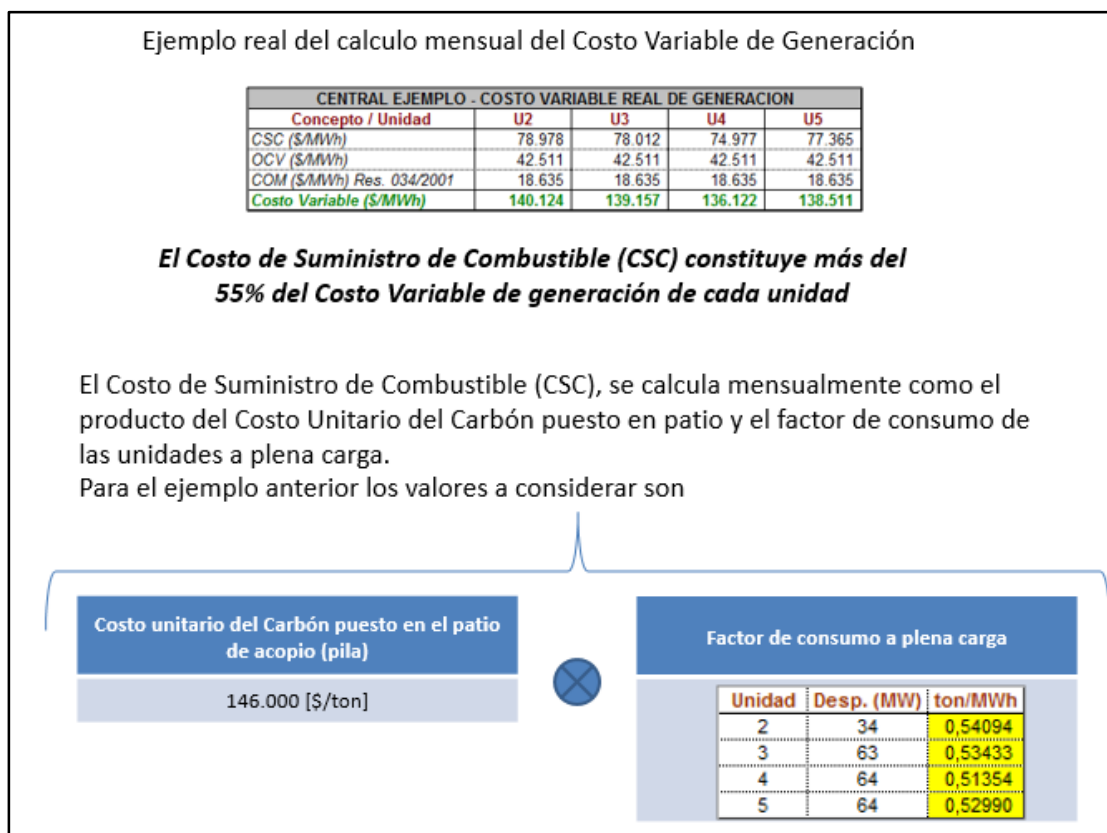 Ejemplo real del calculo mensual del Costo Variable de Generación
CENTRAL EJEMPLO - COSTO VARIABLE REAL DE GENERACION
Concepto / Unidad U2 U3 U4 U5
CSC ($/MWh) 78.978 78.012 74.977 77.365
OCV ($/MWh) 42.511 42.511 42.511 42.511
COM ($/MWh) Res. 034/2001 18.635 18.635 18.635 18.635
Costo Variable ($/MWh) 140.124 139.157 136.122 138.511
El Costo de Suministro de Combustible (CSC) constituye más del
55% del Costo Variable de generación de cada unidad
El Costo de Suministro de Combustible (CSC), se calcula mensualmente como el
producto del Costo Unitario del Carbón puesto en patio y el factor de consumo de
las unidades a plena carga.
Para el ejemplo anterior los valores a considerar son
Costo unitario del Carbón puesto en el patio
de acopio (pila)
146.000 [$/ton]
Factor de consumo a plena carga
Unidad Desp. (MW) ton/MWh
2 34 0,54094
3 63 0,53433
4 64 0,51354
5 64 0,52990